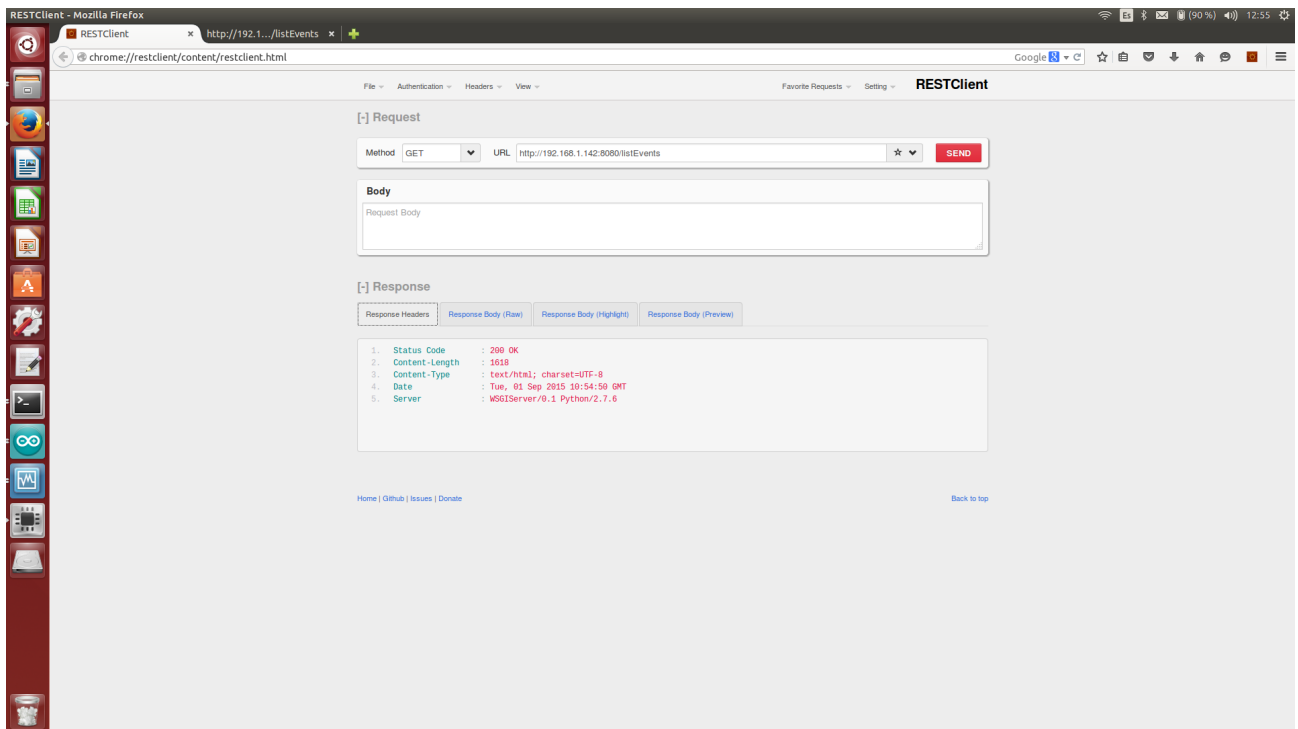 RESTClient - Mozilla Firefox
Es (90 %) 12:55
RESTClient × http://192.1.../listEvents ×
chrome://restclient/content/restclient.html Google
File Authentication Headers View Favorite Requests Setting RESTClient
[-] Request
Method GET URL http://192.168.1.142:8080/listEvents SEND
Body
Request Body
[-] Response
Response Headers Response Body (Raw) Response Body (Highlight) Response Body (Preview)
1. Status Code : 200 OK
2. Content-Length : 1618
3. Content-Type : text/html; charset=UTF-8
4. Date : Tue, 01 Sep 2015 10:54:50 GMT
5. Server : WSGIServer/0.1 Python/2.7.6
Home | Github | Issues | Donate Back to top